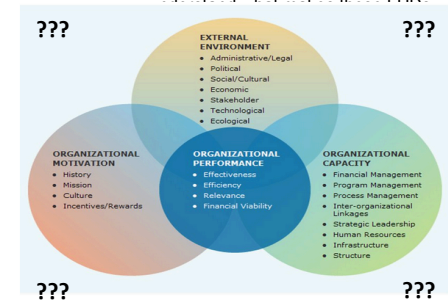 ??? ???
EXTERNAL
ENVIRONMENT
• Administrative/Legal
• Political
• Social/Cultural
• Economic
• Stakeholder
• Technological
• Ecological
ORGANIZATIONAL
MOTIVATION
• History
• Mission
• Culture
• Incentives/Rewards
ORGANIZATIONAL
PERFORMANCE
• Effectiveness
• Efficiency
• Relevance
• Financial Viability
ORGANIZATIONAL
CAPACITY
• Financial Management
• Program Management
• Process Management
• Inter-organizational
Linkages
• Strategic Leadership
• Human Resources
• Infrastructure
• Structure
??? ???